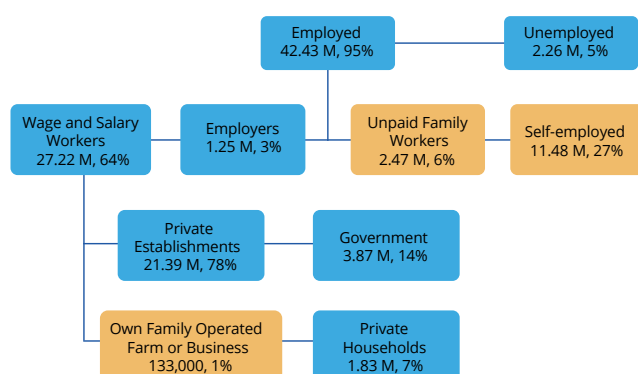 Employed
42.43 M, 95%
Unemployed
2.26 M, 5%
Wage and Salary
Workers
27.22 M, 64%
Employers
1.25 M, 3%
Unpaid Family
Workers
2.47 M, 6%
Self-employed
11.48 M, 27%
Private
Establishments
21.39 M, 78%
Government
3.87 M, 14%
Own Family Operated
Farm or Business
133,000, 1%
Private
Households
1.83 M, 7%